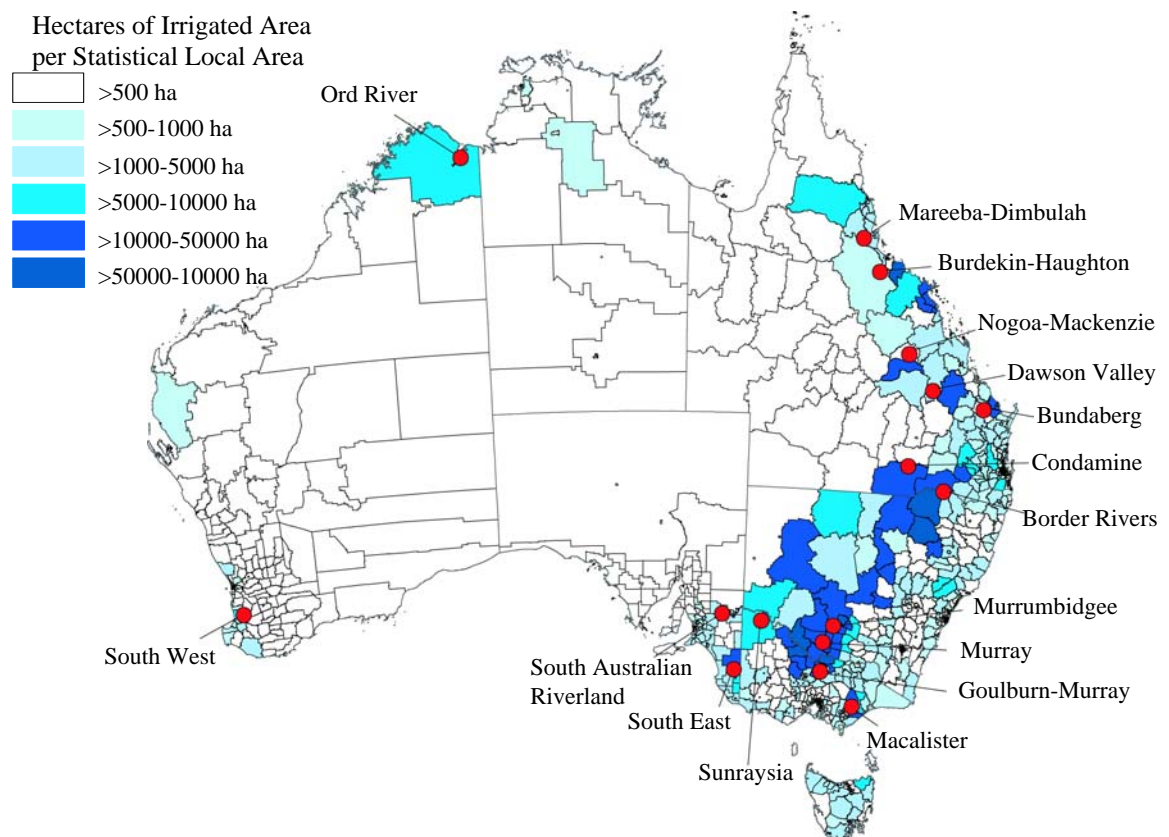 Hectares of Irrigated Area
per Statistical Local Area
>500 ha
>500-1000 ha
>1000-5000 ha
>5000-10000 ha
>10000-50000 ha
>50000-10000 ha
Ord River
Mareeba-Dimbulah
Burdekin-Haughton
Nogoa-Mackenzie
Dawson Valley
Bundaberg
Condamine
Border Rivers
Murrumbidgee
Murray
Goulburn-Murray
Macalister
Sunraysia
South East
South Australian
Riverland
South West